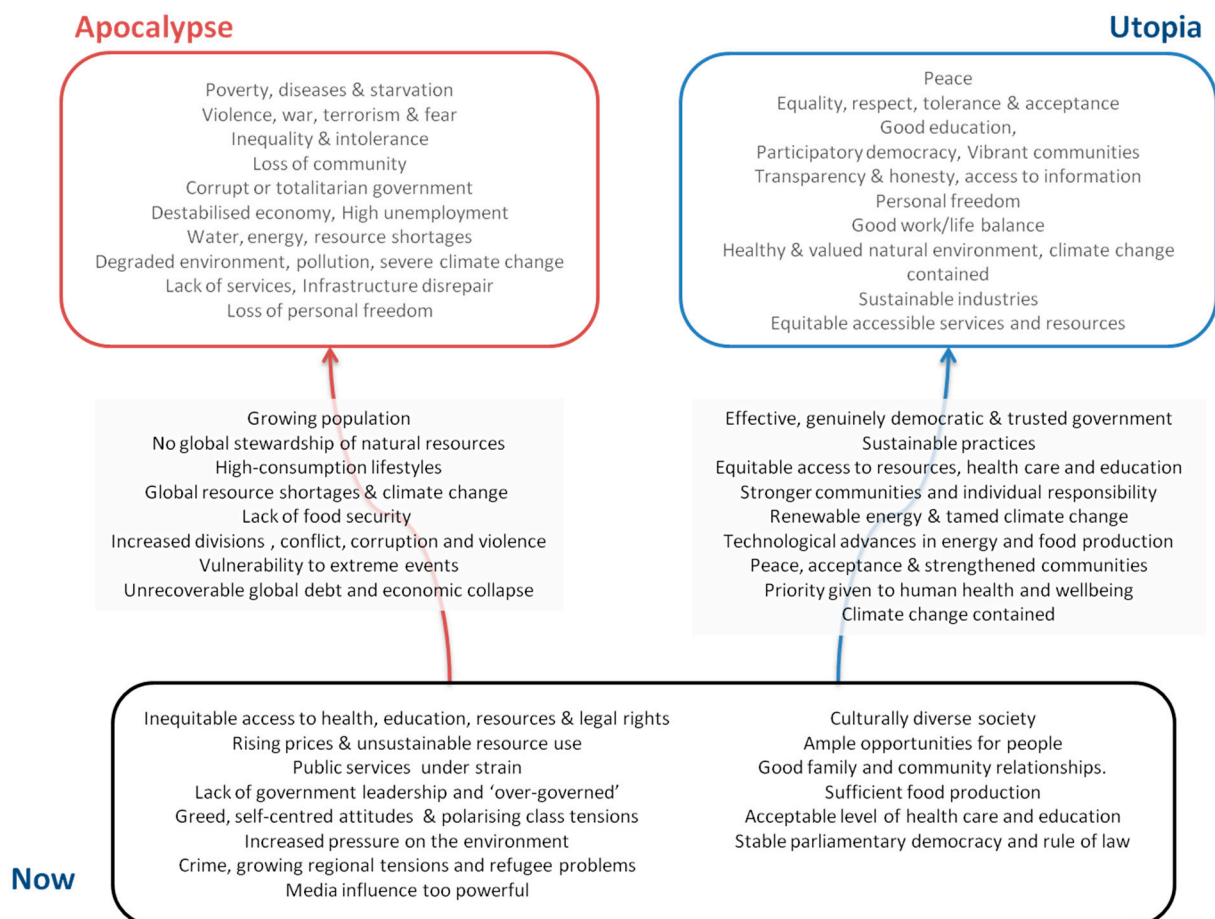 Apocalypse
Poverty, diseases & starvation
Violence, war, terrorism & fear
Inequality & intolerance
Loss of community
Corrupt or totalitarian government
Destabilised economy, High unemployment
Water, energy, resource shortages
Degraded environment, pollution, severe climate change
Lack of services, Infrastructure disrepair
Loss of personal freedom
Utopia
Peace
Equality, respect, tolerance & acceptance
Good education,
Participatory democracy, Vibrant communities
Transparency & honesty, access to information
Personal freedom
Good work/life balance
Healthy & valued natural environment, climate change
contained
Sustainable industries
Equitable accessible services and resources
Growing population
No global stewardship of natural resources
High-consumption lifestyles
Global resource shortages & climate change
Lack of food security
Increased divisions , conflict, corruption and violence
Vulnerability to extreme events
Unrecoverable global debt and economic collapse
Effective, genuinely democratic & trusted government
Sustainable practices
Equitable access to resources, health care and education
Stronger communities and individual responsibility
Renewable energy & tamed climate change
Technological advances in energy and food production
Peace, acceptance & strengthened communities
Priority given to human health and wellbeing
Climate change contained
Now
Inequitable access to health, education, resources & legal rights
Rising prices & unsustainable resource use
Public services under strain
Lack of government leadership and ‘over-governed’
Greed, self-centred attitudes & polarising class tensions
Increased pressure on the environment
Crime, growing regional tensions and refugee problems
Media influence too powerful
Culturally diverse society
Ample opportunities for people
Good family and community relationships.
Sufficient food production
Acceptable level of health care and education
Stable parliamentary democracy and rule of law